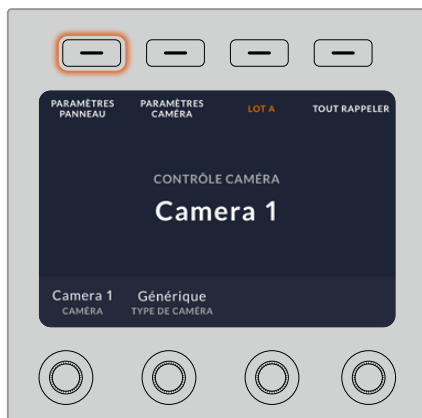 PARAMÈTRES PANNEAU
PARAMÈTRES CAMÉRA
LOT A
TOUT RAPPELER
CONTRÔLE CAMÉRA
Camera 1
Camera 1
CAMÉRA
Générique
TYPE DE CAMÉRA